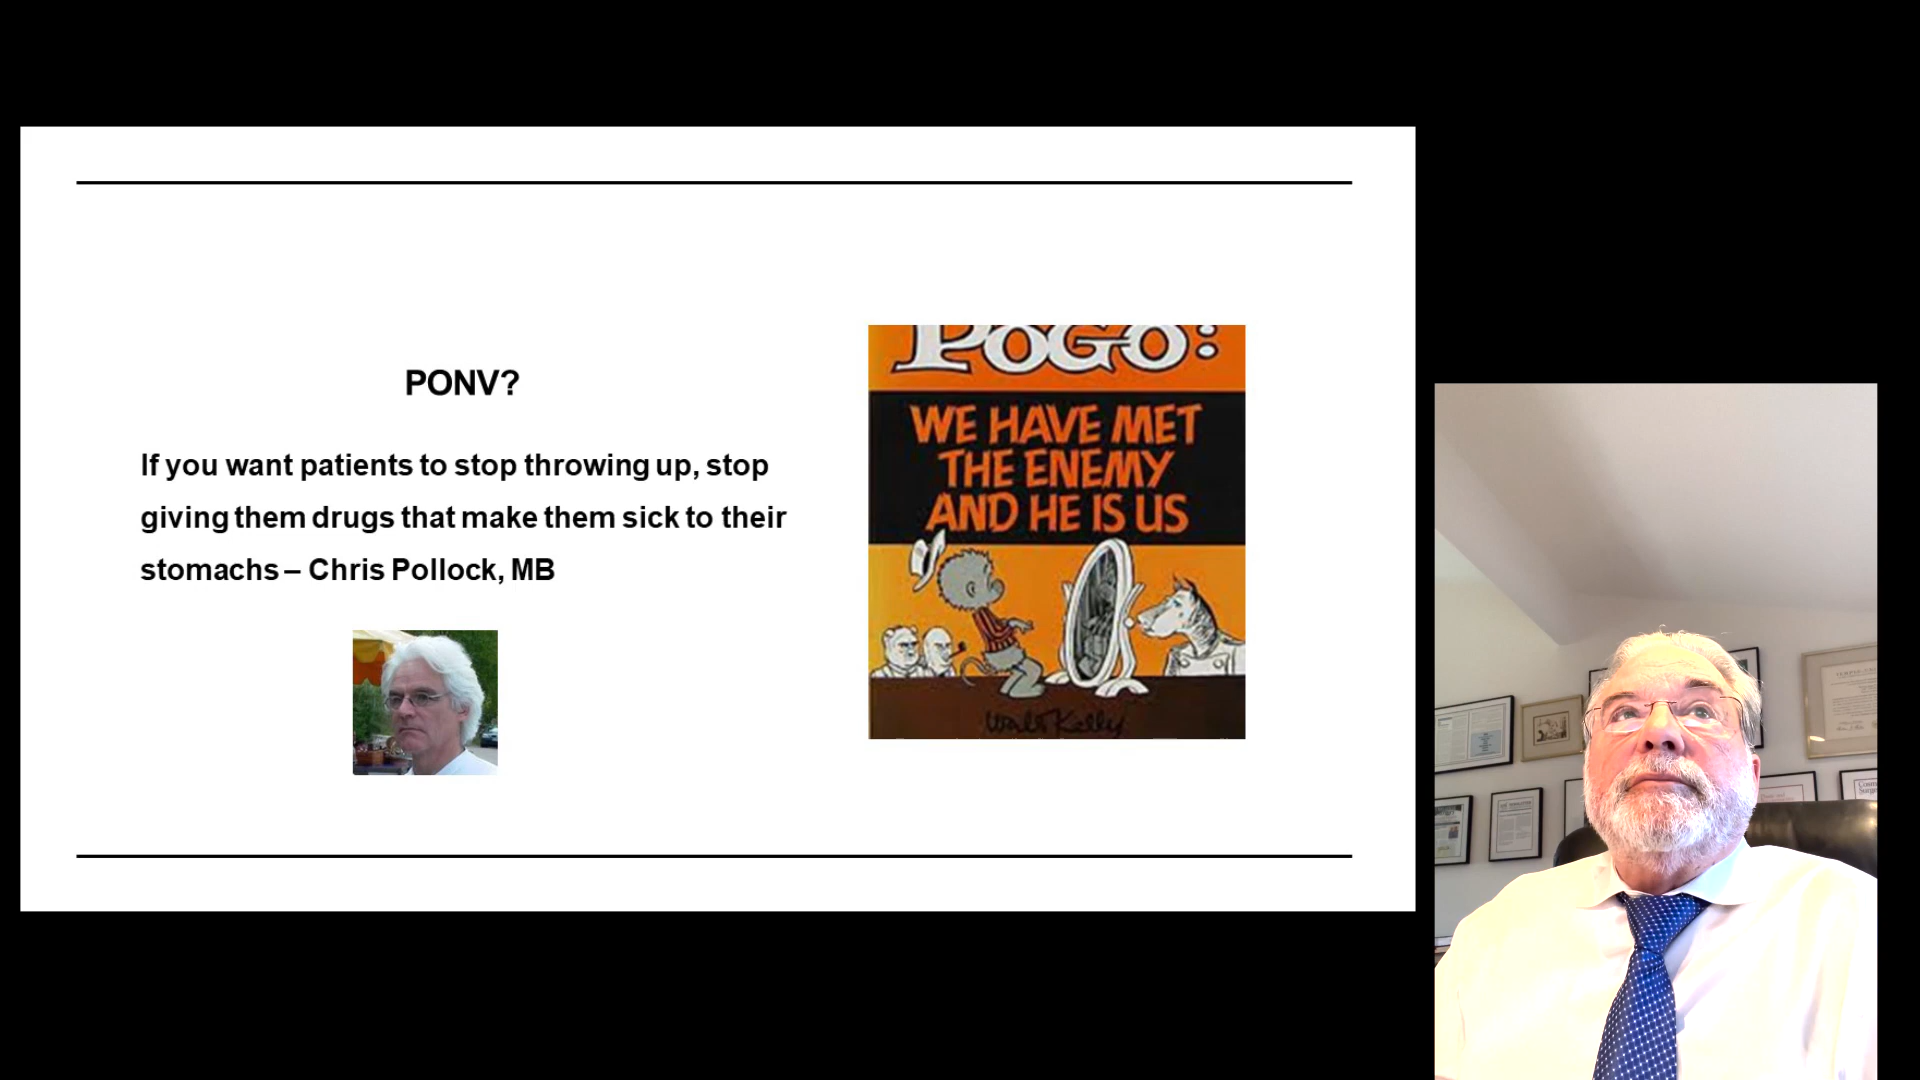 PONV?
If you want patients to stop throwing up, stop
giving them drugs that make them sick to their
stomachs – Chris Pollock, MB
POGO:
WE HAVE MET
THE ENEMY
AND HE IS US
Walt Kelly